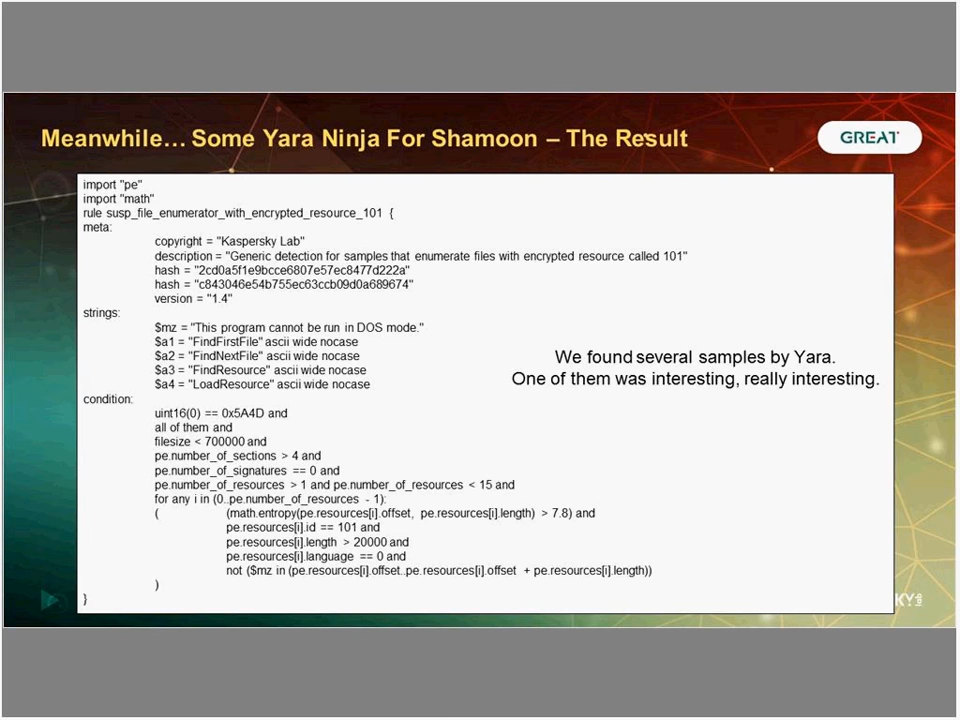 Meanwhile… Some Yara Ninja For Shamoon – The Result
GREAT
import "pe"
import "math"
rule susp_file_enumerator_with_encrypted_resource_101 {
meta:
copyright = "Kaspersky Lab"
description = "Generic detection for samples that enumerate files with encrypted resource called 101"
hash = "2cd0a5f1e9bcce6807e57ec8477d222a"
hash = "c843046e54b755ec63ccb09d0a689674"
version = "1.4"
strings:
$mz = "This program cannot be run in DOS mode."
$a1 = "FindFirstFile" ascii wide nocase
$a2 = "FindNextFile" ascii wide nocase
$a3 = "FindResource" ascii wide nocase
$a4 = "LoadResource" ascii wide nocase
We found several samples by Yara.
One of them was interesting, really interesting.
condition:
uint16(0) == 0x5A4D and
all of them and
filesize < 700000 and
pe.number_of_sections > 4 and
pe.number_of_signatures == 0 and
pe.number_of_resources > 1 and pe.number_of_resources < 15 and
for any i in (0..pe.number_of_resources - 1):
( (math.entropy(pe.resources[i].offset, pe.resources[i].length) > 7.8) and
pe.resources[i].id == 101 and
pe.resources[i].length > 20000 and
pe.resources[i].language == 0 and
not ($mz in (pe.resources[i].offset..pe.resources[i].offset + pe.resources[i].length))
)
}
KY lab